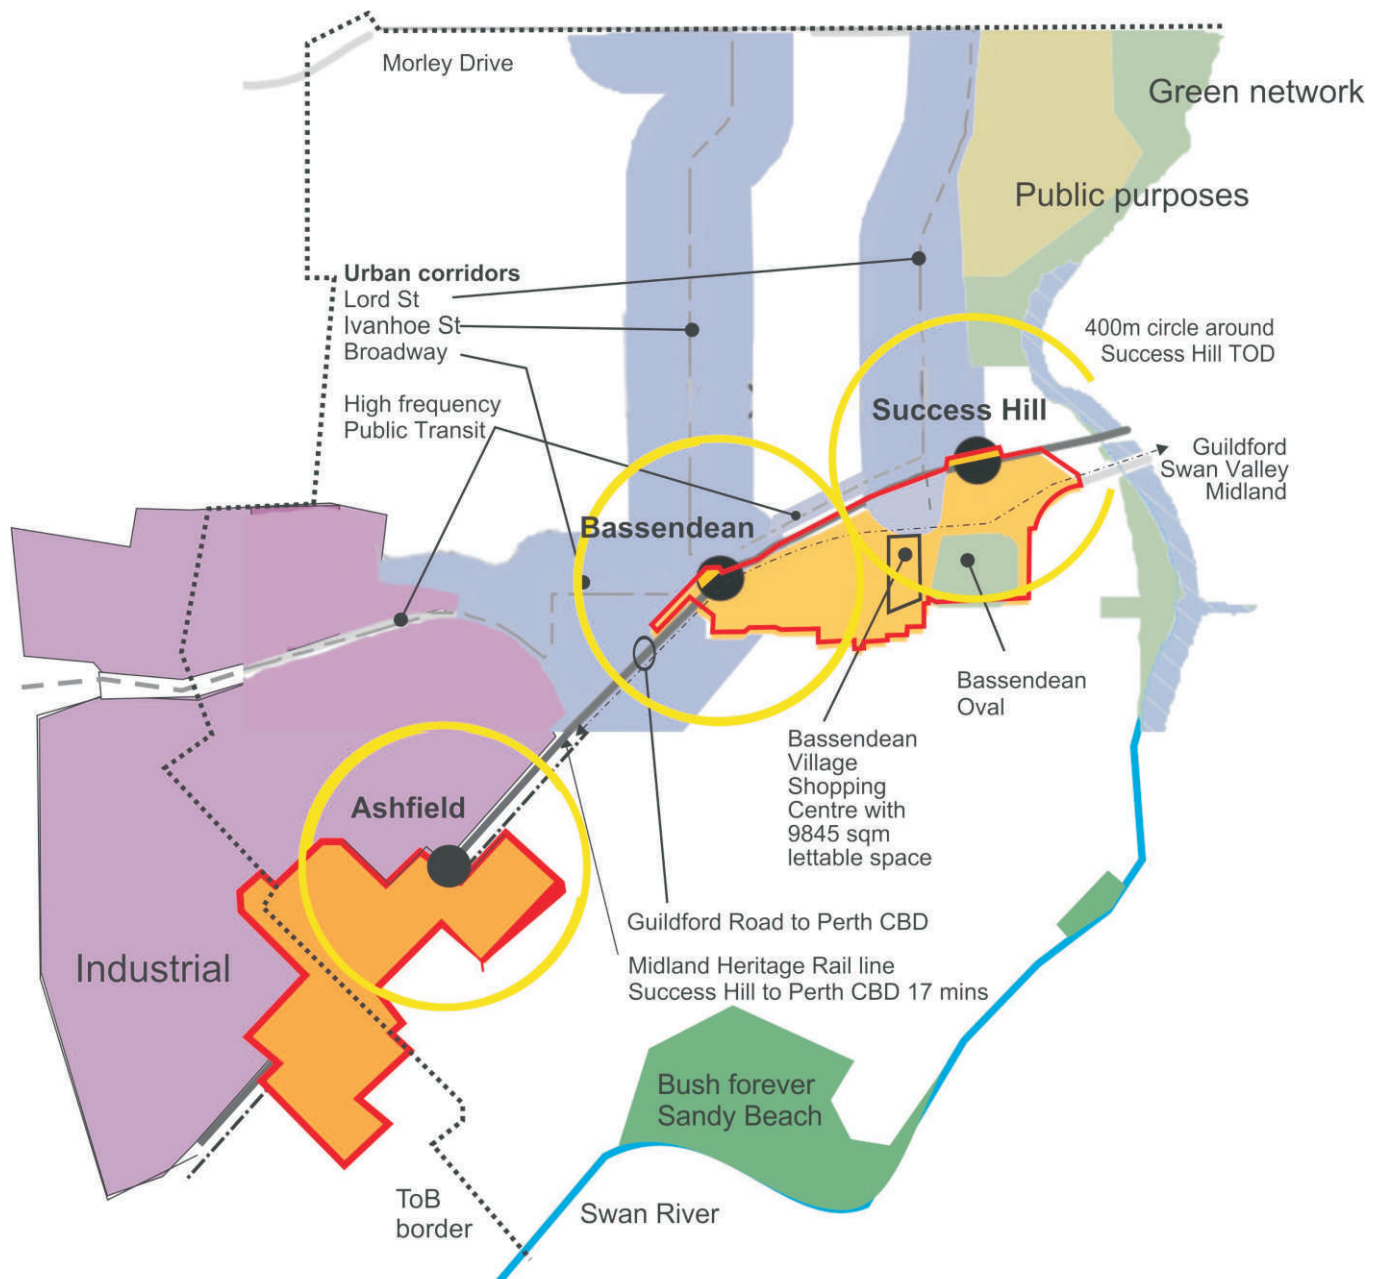 Morley Drive
Green network
Public purposes
Urban corridors
Lord St
Ivanhoe St
Broadway
High frequency
Public Transit
400m circle around
Success Hill TOD
Success Hill
Guildford
Swan Valley
Midland
Bassendean
Bassendean
Oval
Bassendean
Village
Shopping
Centre with
9845 sqm
lettable space
Ashfield
Guildford Road to Perth CBD
Industrial
Midland Heritage Rail line
Success Hill to Perth CBD 17 mins
Bush forever
Sandy Beach
ToB
border
Swan River